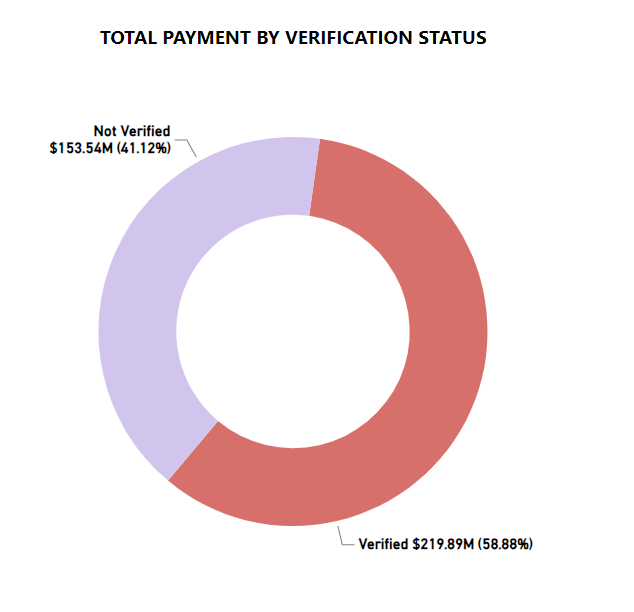 TOTAL PAYMENT BY VERIFICATION STATUS
Not Verified
$153.54M (41.12%)
Verified $219.89M (58.88%)